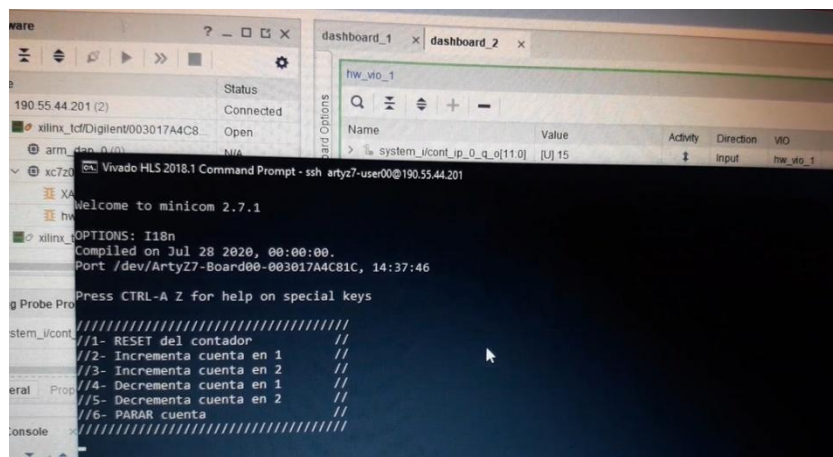 ware
? _ X
dashboard_1 × dashboard_2 ×
hw_vio_1
Status
190.55.44.201 (2) Connected
xilinx_tcf/Digilent/003017A4C8... Open
arm_dap_0 (0) N/A
Options
Name Value Activity Direction VIO
system_i/cont_ip_0_q_o[11:0] [U] 15 Input hw_vio_1
Vivado HLS 2018.1 Command Prompt - ssh artyz7-user00@190.55.44.201
xc7z0
XA
hw
xilinx_t
Welcome to minicom 2.7.1
OPTIONS: I18n
Compiled on Jul 28 2020, 00:00:00.
Port /dev/ArtyZ7-Board00-003017A4C81C, 14:37:46
Press CTRL-A Z for help on special keys
g Probe Pro
stem_i/cont_
eral Prop
onsole ×
/////////////////////////////////////
//1- RESET del contador //
//2- Incrementa cuenta en 1 //
//3- Incrementa cuenta en 2 //
//4- Decrementa cuenta en 1 //
//5- Decrementa cuenta en 2 //
//6- PARAR cuenta //
/////////////////////////////////////